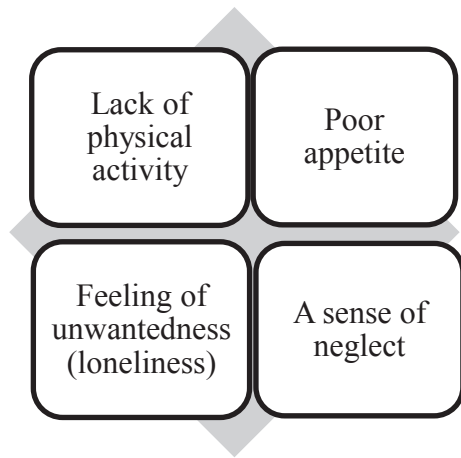 Lack of
physical
activity
Poor
appetite
Feeling of
unwantedness
(loneliness)
A sense of
neglect